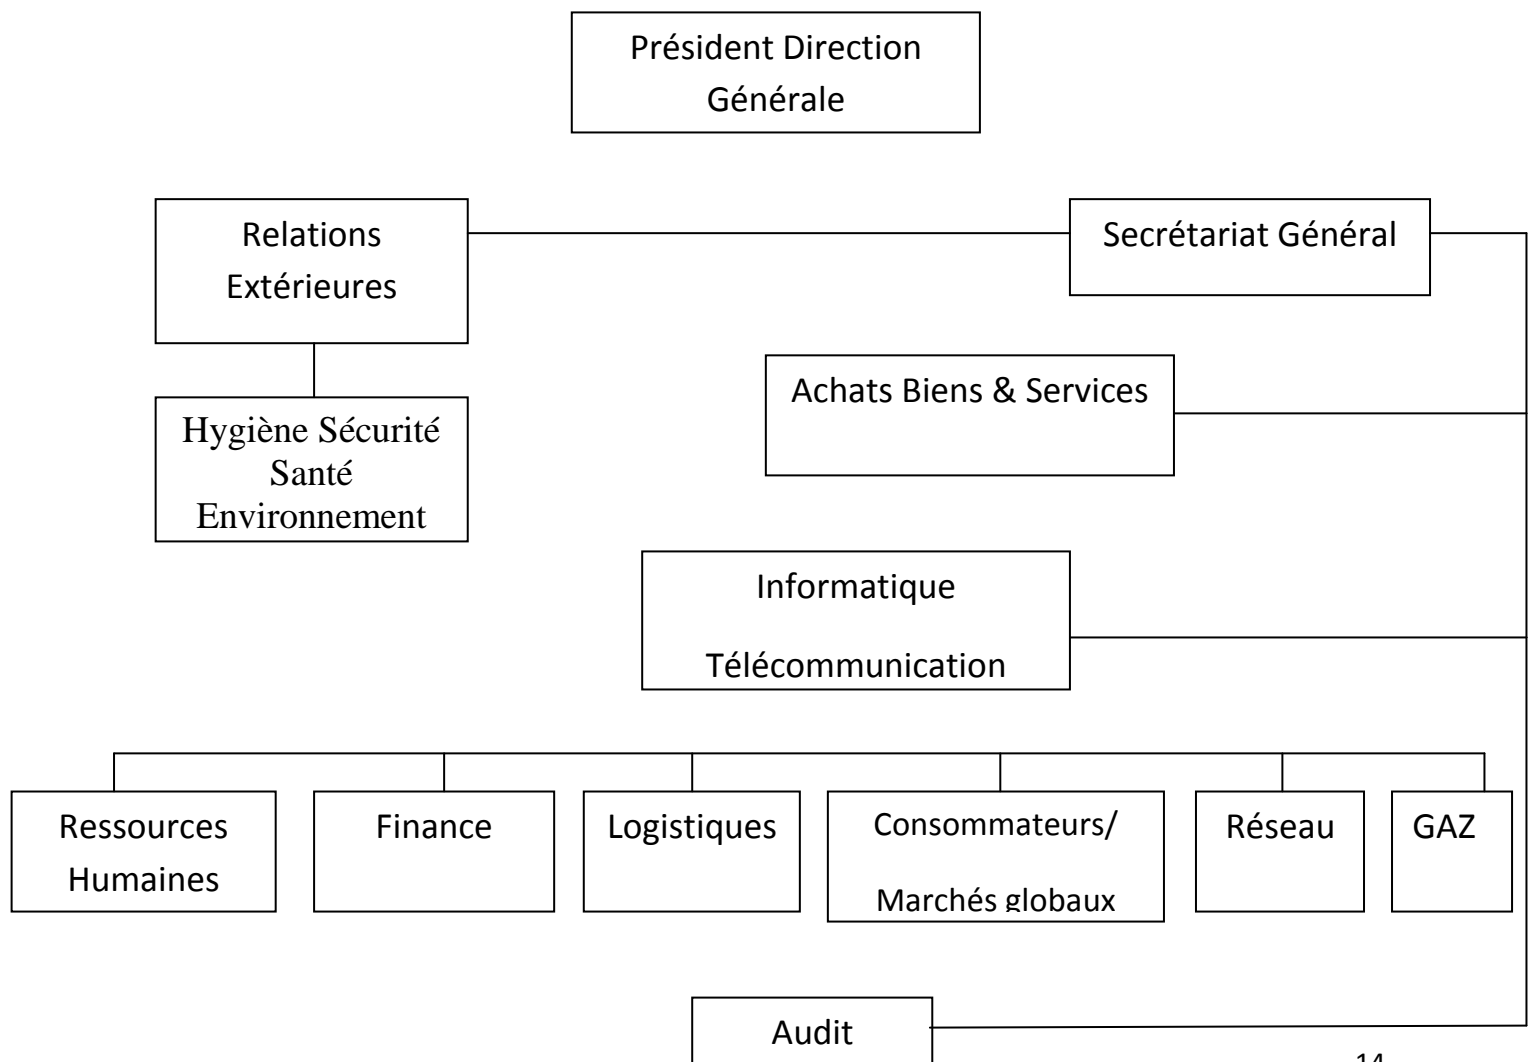 Président Direction
Générale
Relations
Extérieures
Secrétariat Général
Achats Biens & Services
Hygiène Sécurité
Santé
Environnement
Informatique
Télécommunication
Ressources
Humaines
Finance
Logistiques
Consommateurs/
Marchés globaux
Réseau
GAZ
Audit
14